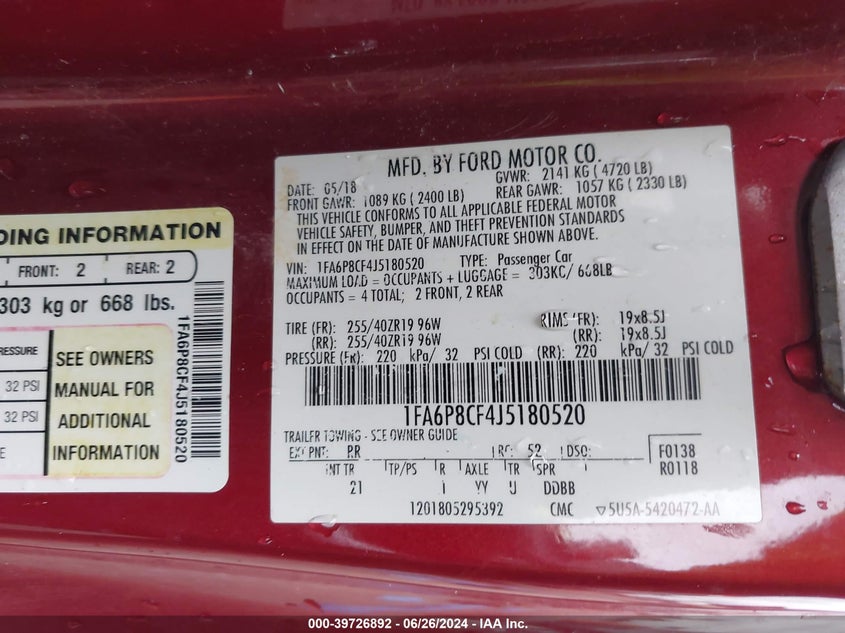 DING INFORMATION
FRONT: 2 REAR: 2
303 kg or 668 lbs.
RESSURE
32 PSI
32 PSI
SEE OWNERS
MANUAL FOR
ADDITIONAL
INFORMATION
1FA6P8CF4J5180520
MFD. BY FORD MOTOR CO.
DATE: 05/18 GVWR: 2141 KG ( 4720 LB)
FRONT GAWR: 1089 KG ( 2400 LB) REAR GAWR: 1057 KG ( 2330 LB)
THIS VEHICLE CONFORMS TO ALL APPLICABLE FEDERAL MOTOR
VEHICLE SAFETY, BUMPER, AND THEFT PREVENTION STANDARDS
IN EFFECT ON THE DATE OF MANUFACTURE SHOWN ABOVE.
VIN: 1FA6P8CF4J5180520 TYPE: Passenger Car
MAXIMUM LOAD = OCCUPANTS + LUGGAGE = 303KG/ 668LB
OCCUPANTS = 4 TOTAL; 2 FRONT, 2 REAR
TIRE (FR): 255/40ZR19 96W RIMS (FR): 19x8.5J
(RR): 255/40ZR19 96W (RR): 19x8.5J
PRESSURE (FR): 220 kPa/ 32 PSI COLD (RR): 220 kPa/ 32 PSI COLD
1FA6P8CF4J5180520
TRAILER TOWING - SEE OWNER GUIDE
EXT PNT: RR RC: 52 DSO: F0138
R0118
INT TR TP/PS R AXLE TR SPR
21 YY U DDBB
1201805295392 CMC 5U5A-5420472-AA
000-39726892 - 06/26/2024 - IAA Inc.